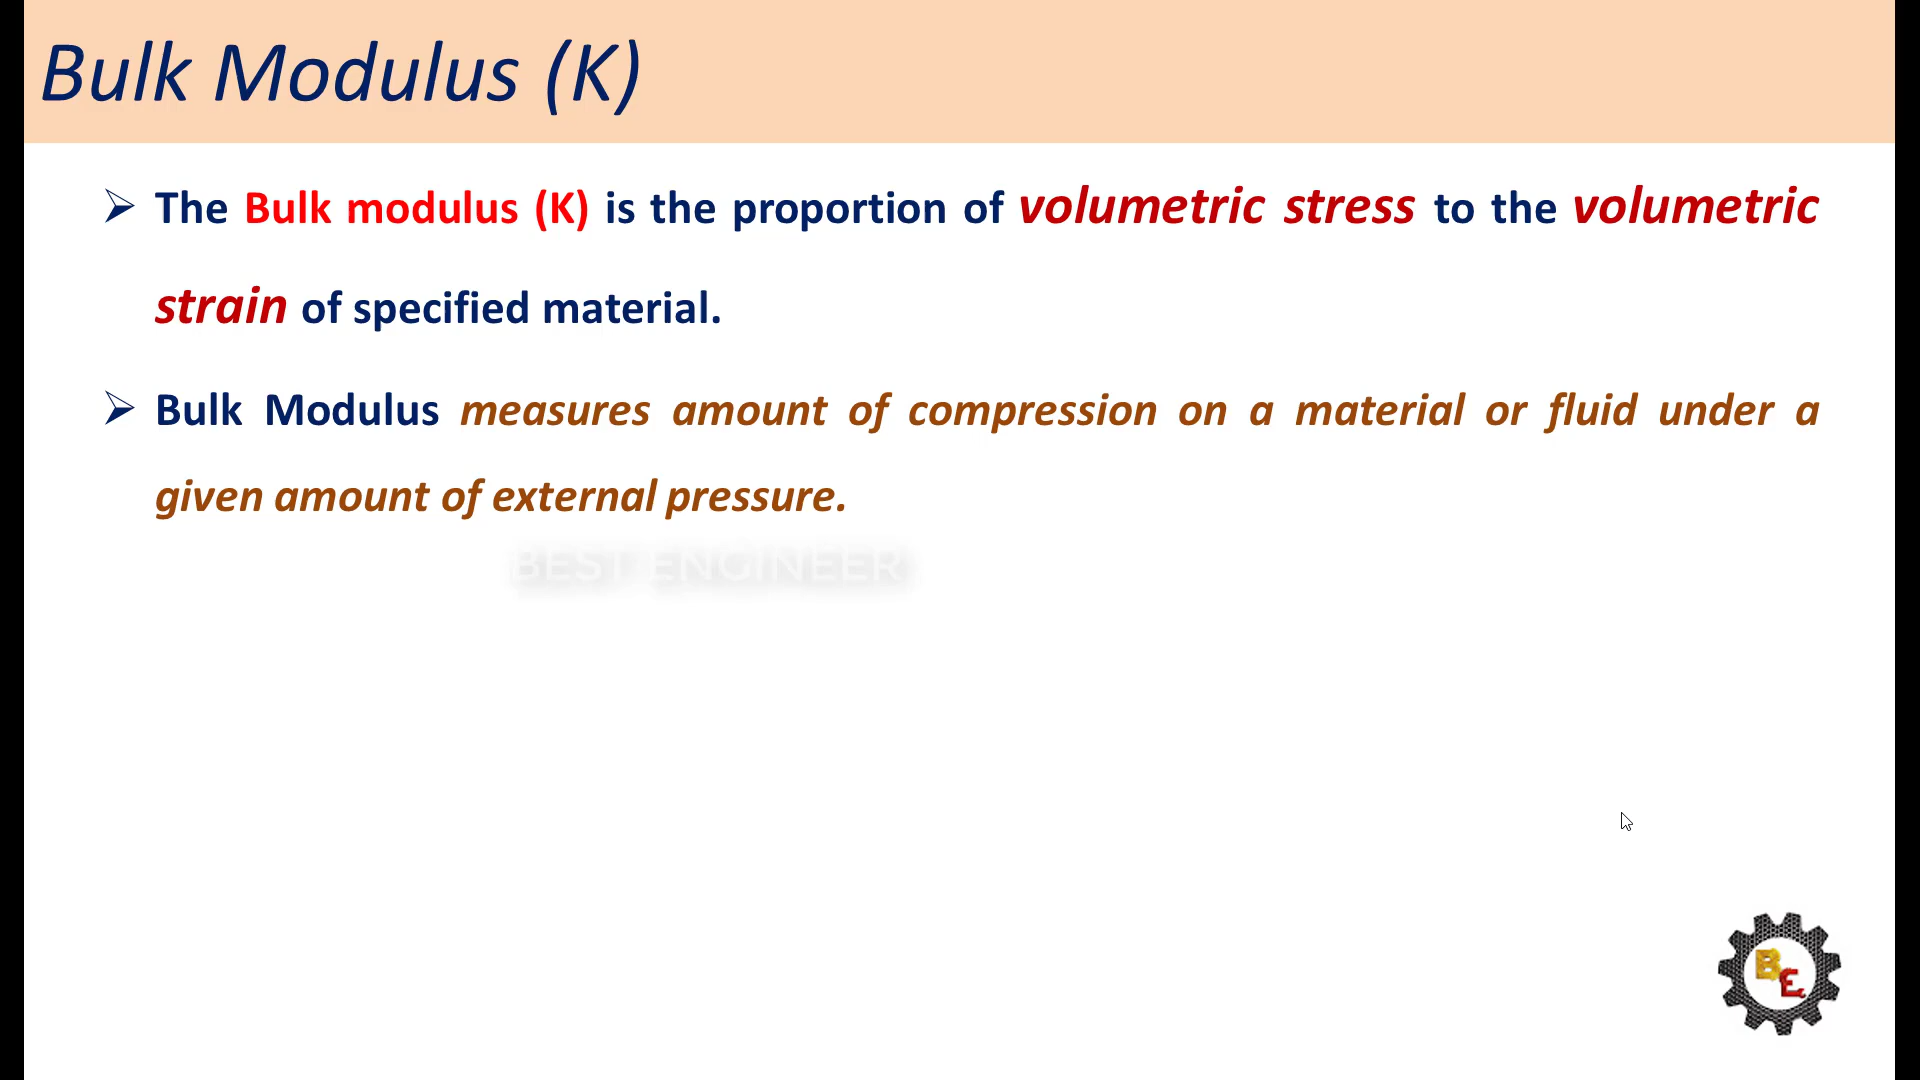 Bulk Modulus (K)
The Bulk modulus (K) is the proportion of volumetric stress to the volumetric
strain of specified material.
Bulk Modulus measures amount of compression on a material or fluid under a
given amount of external pressure.
BEST ENGINEER
BE